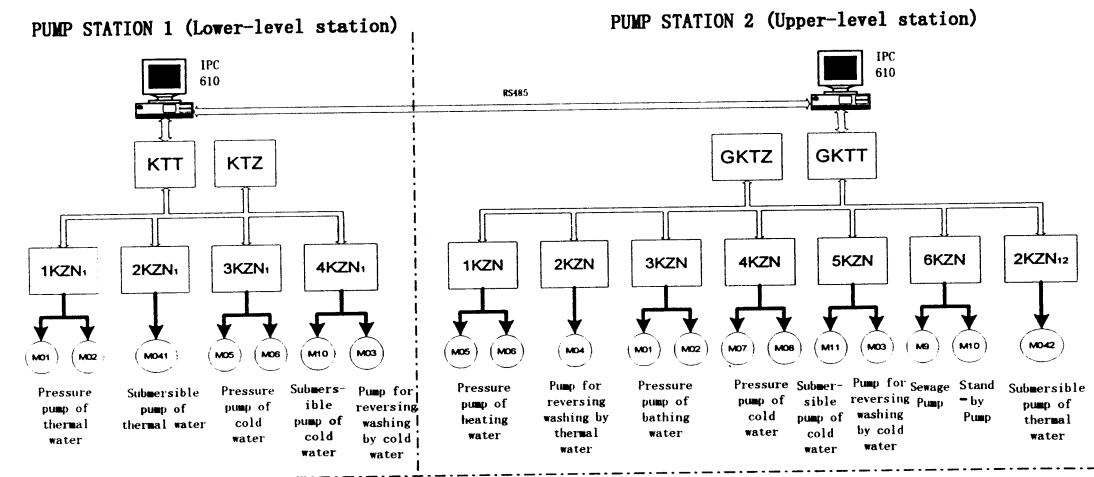 PUMP STATION 1 (Lower-level station)
PUMP STATION 2 (Upper-level station)
IPC
610
IPC
610
RS485
KTT
KTZ
GKTZ
GKTT
1KZN₁
2KZN₁
3KZN₁
4KZN₁
1KZN
2KZN
3KZN
4KZN
5KZN
6KZN
2KZN₁₂
M01
M02
M041
M05
M06
M10
M03
M05
M06
M04
M01
M02
M07
M08
M11
M03
M9
M10
M042
Pressure
pump of
thermal
water
Submersible
pump of
thermal water
Pressure
pump of
cold
water
Submers-
ible
pump of
cold
water
Pump for
reversing
washing
by cold
water
Pressure
pump of
heating
water
Pump for
reversing
washing by
thermal
water
Pressure
pump of
bathing
water
Pressure
pump of
cold
water
Submer-
sible
pump of
cold
water
Pump for
reversing
washing
by cold
water
Sewage
Pump
Stand
-by
Pump
Submersible
pump of
thermal
water